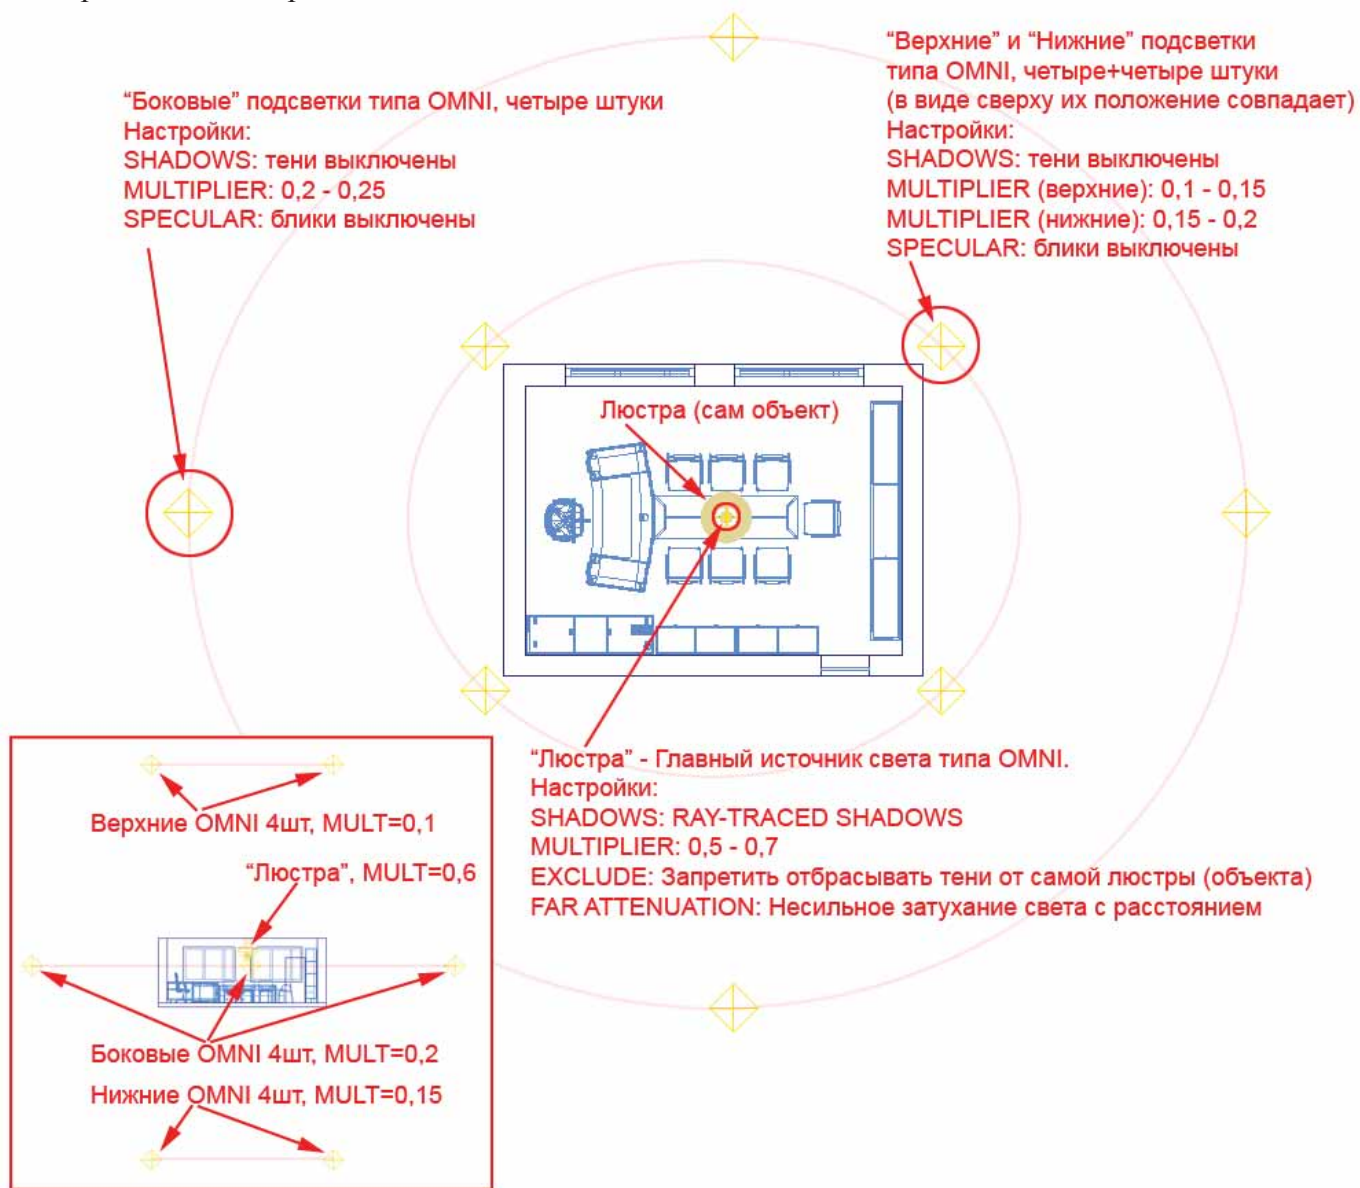 “Боковые” подсветки типа OMNI, четыре штуки
Настройки:
SHADOWS: тени выключены
MULTIPLIER: 0,2 - 0,25
SPECULAR: блики выключены
“Верхние” и “Нижние” подсветки
типа OMNI, четыре+четыре штуки
(в виде сверху их положение совпадает)
Настройки:
SHADOWS: тени выключены
MULTIPLIER (верхние): 0,1 - 0,15
MULTIPLIER (нижние): 0,15 - 0,2
SPECULAR: блики выключены
Люстра (сам объект)
“Люстра” - Главный источник света типа OMNI.
Настройки:
SHADOWS: RAY-TRACED SHADOWS
MULTIPLIER: 0,5 - 0,7
EXCLUDE: Запретить отбрасывать тени от самой люстры (объекта)
FAR ATTENUATION: Несильное затухание света с расстоянием
Верхние OMNI 4шт, MULT=0,1
“Люстра”, MULT=0,6
Боковые OMNI 4шт, MULT=0,2
Нижние OMNI 4шт, MULT=0,15